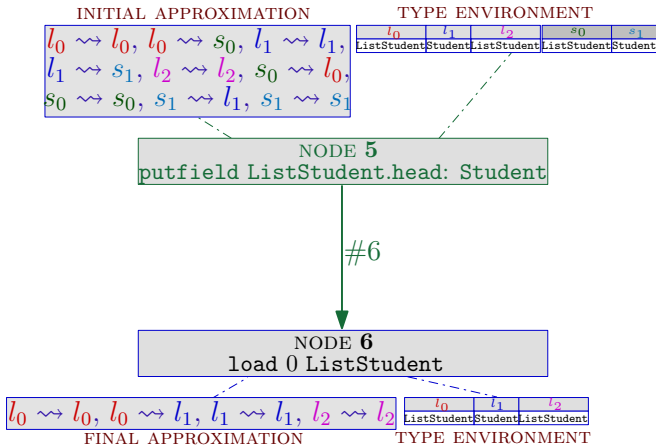 INITIAL APPROXIMATION
l₀ ⇝ l₀, l₀ ⇝ s₀, l₁ ⇝ l₁,
l₁ ⇝ s₁, l₂ ⇝ l₂, s₀ ⇝ l₀,
s₀ ⇝ s₀, s₁ ⇝ l₁, s₁ ⇝ s₁
TYPE ENVIRONMENT
l₀ l₁ l₂ s₀ s₁
ListStudent Student ListStudent ListStudent Student
NODE 5
putfield ListStudent.head: Student
#6
NODE 6
load 0 ListStudent
l₀ ⇝ l₀, l₀ ⇝ l₁, l₁ ⇝ l₁, l₂ ⇝ l₂
FINAL APPROXIMATION
l₀ l₁ l₂
ListStudent Student ListStudent
TYPE ENVIRONMENT